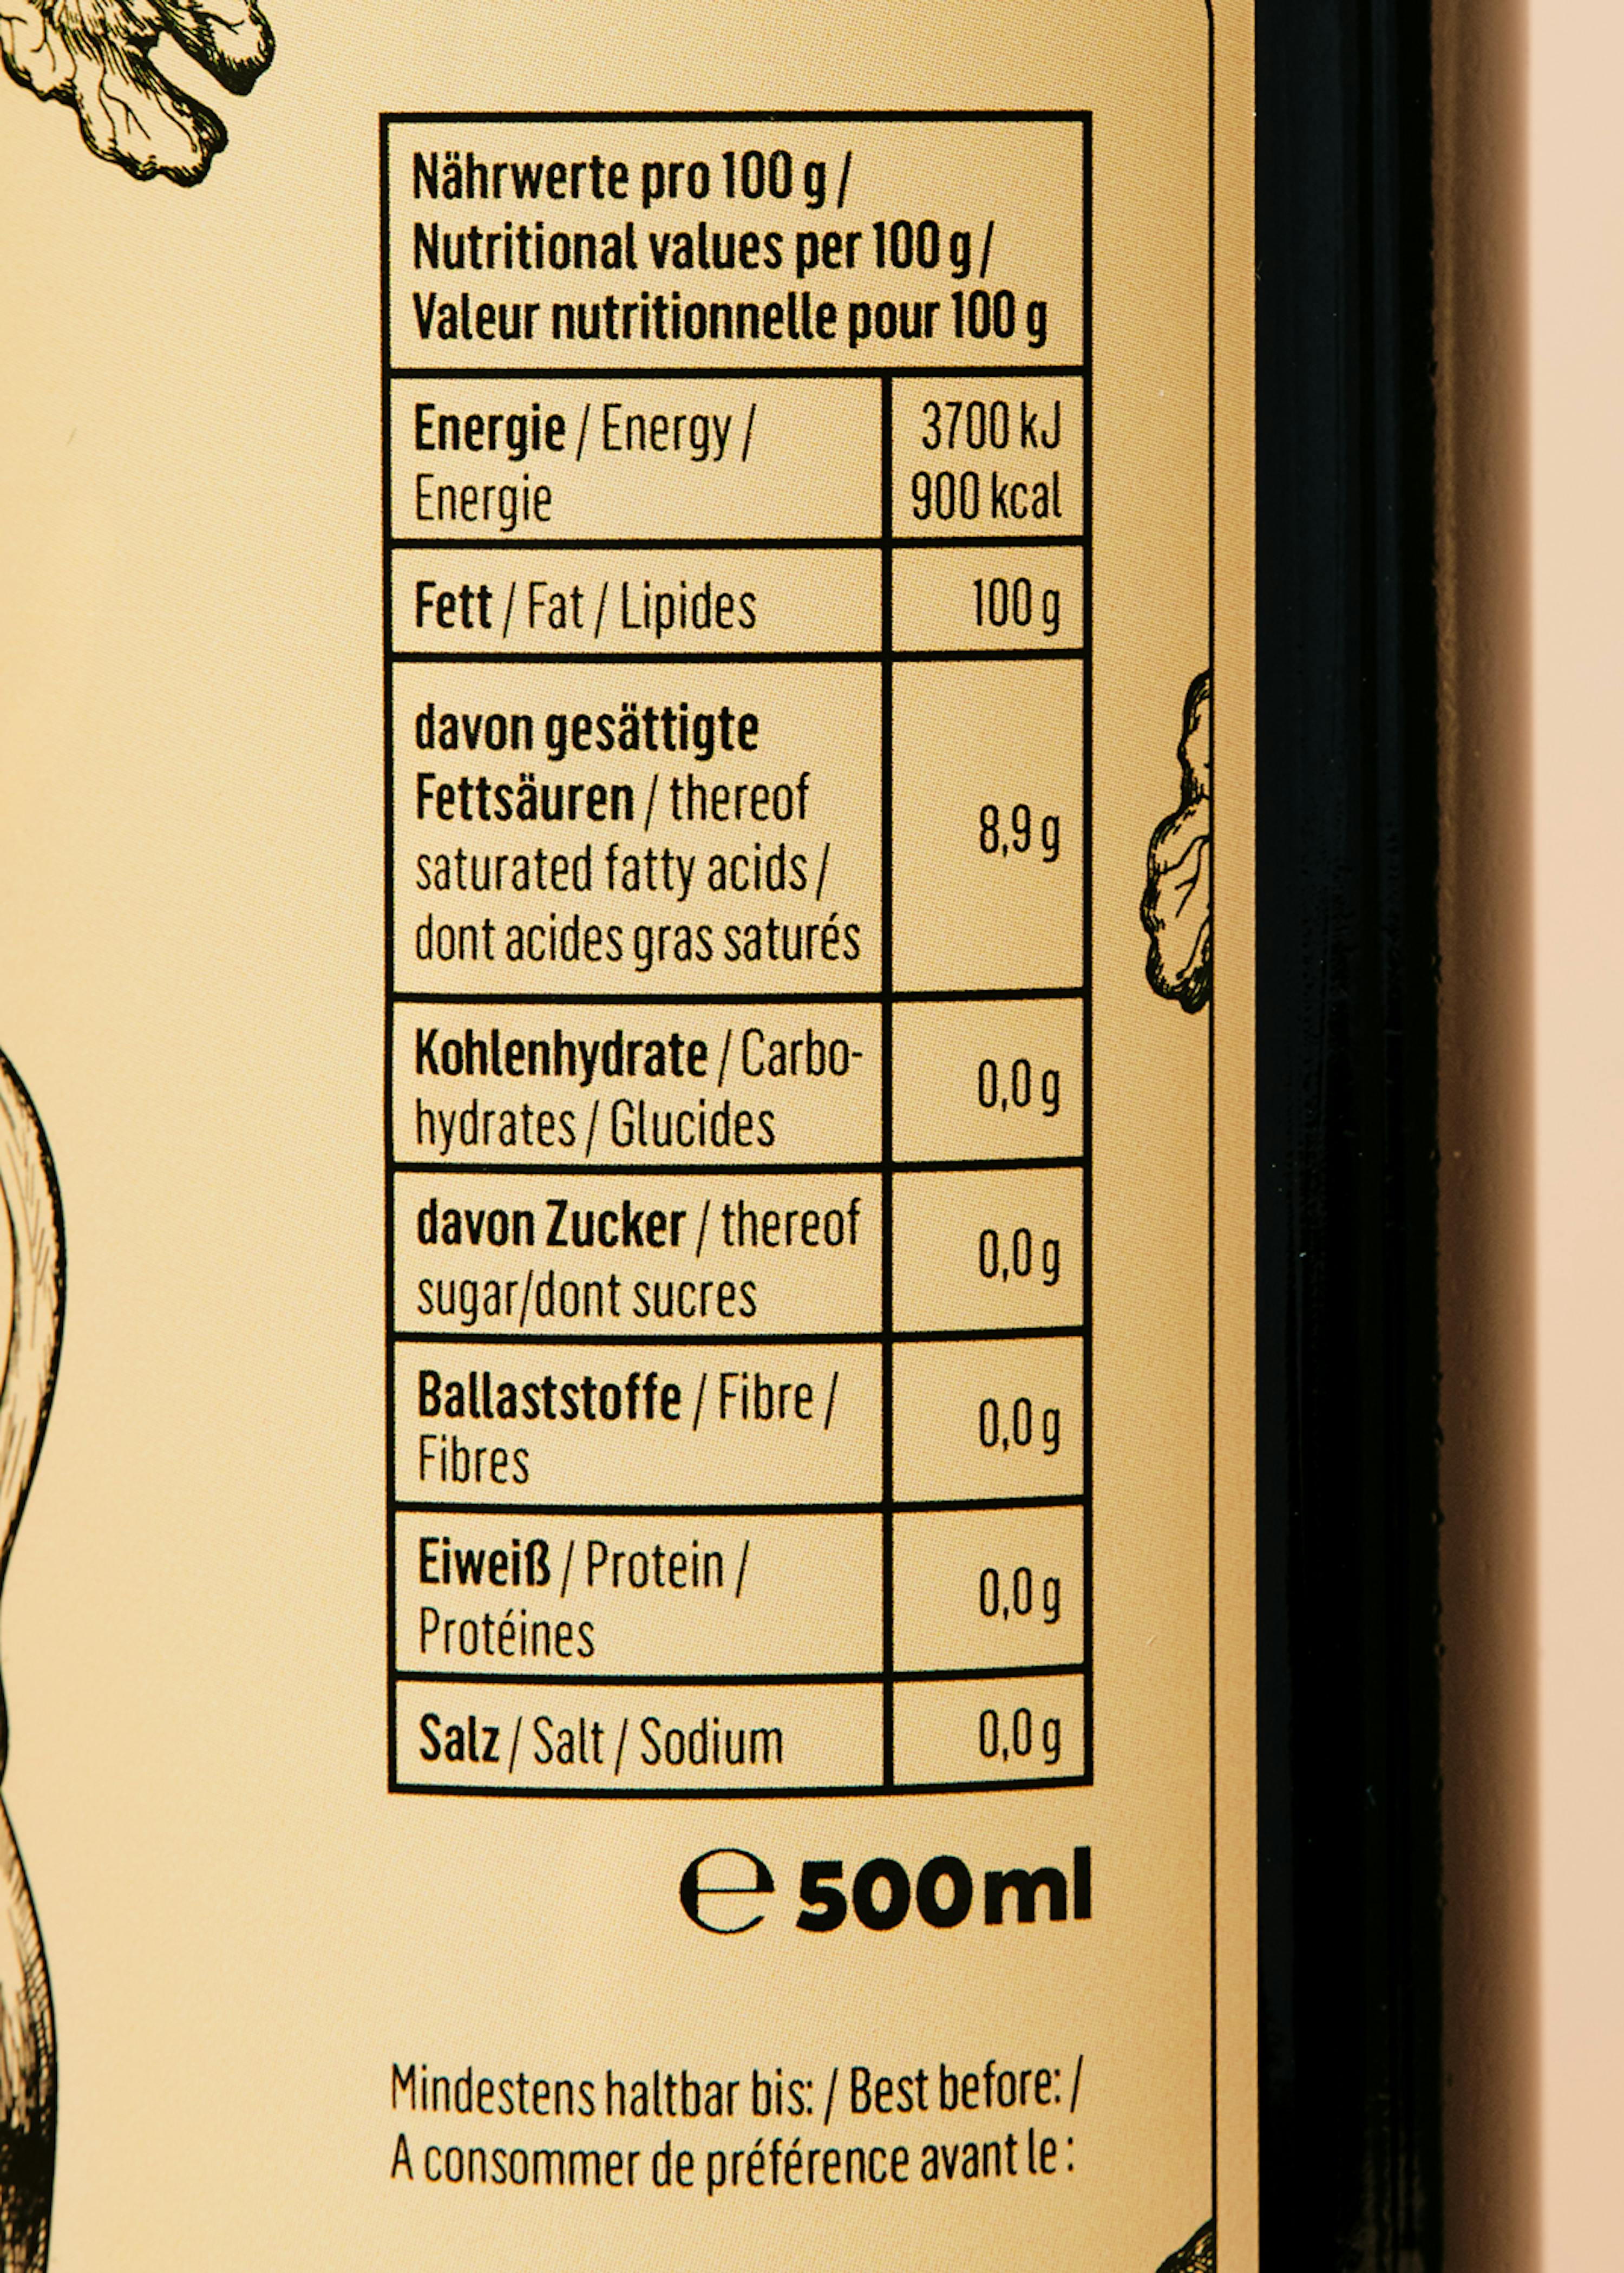 Nährwerte pro 100 g /
Nutritional values per 100 g /
Valeur nutritionnelle pour 100 g
Energie / Energy /
Energie
3700 kJ
900 kcal
Fett / Fat / Lipides
100 g
davon gesättigte
Fettsäuren / thereof
saturated fatty acids /
dont acides gras saturés
8,9 g
Kohlenhydrate / Carbo-
hydrates / Glucides
0,0 g
davon Zucker / thereof
sugar/dont sucres
0,0 g
Ballaststoffe / Fibre /
Fibres
0,0 g
Eiweiß / Protein /
Protéines
0,0 g
Salz / Salt / Sodium
0,0 g
℮ 500ml
Mindestens haltbar bis: / Best before: /
A consommer de préférence avant le :